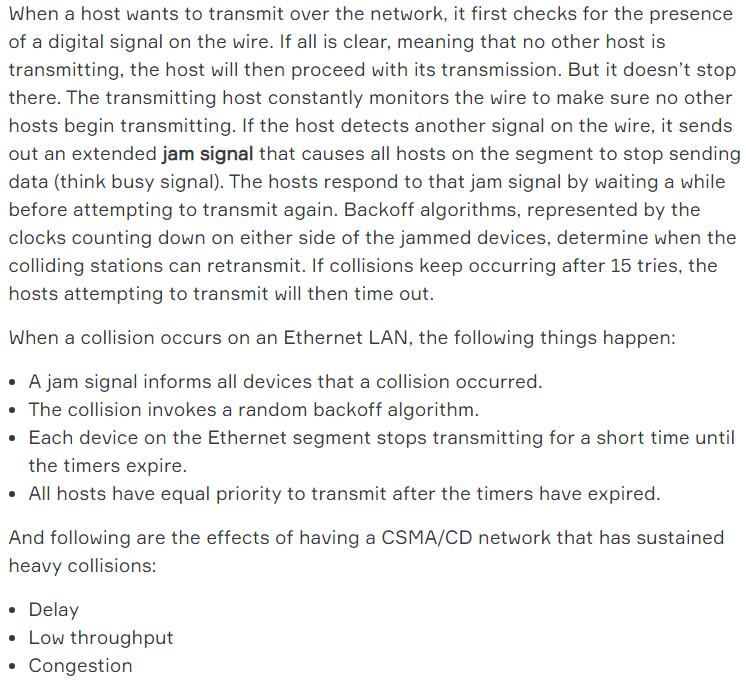 When a host wants to transmit over the network, it first checks for the presence
of a digital signal on the wire. If all is clear, meaning that no other host is
transmitting, the host will then proceed with its transmission. But it doesn’t stop
there. The transmitting host constantly monitors the wire to make sure no other
hosts begin transmitting. If the host detects another signal on the wire, it sends
out an extended jam signal that causes all hosts on the segment to stop sending
data (think busy signal). The hosts respond to that jam signal by waiting a while
before attempting to transmit again. Backoff algorithms, represented by the
clocks counting down on either side of the jammed devices, determine when the
colliding stations can retransmit. If collisions keep occurring after 15 tries, the
hosts attempting to transmit will then time out.
When a collision occurs on an Ethernet LAN, the following things happen:
• A jam signal informs all devices that a collision occurred.
• The collision invokes a random backoff algorithm.
• Each device on the Ethernet segment stops transmitting for a short time until
the timers expire.
• All hosts have equal priority to transmit after the timers have expired.
And following are the effects of having a CSMA/CD network that has sustained
heavy collisions:
• Delay
• Low throughput
• Congestion